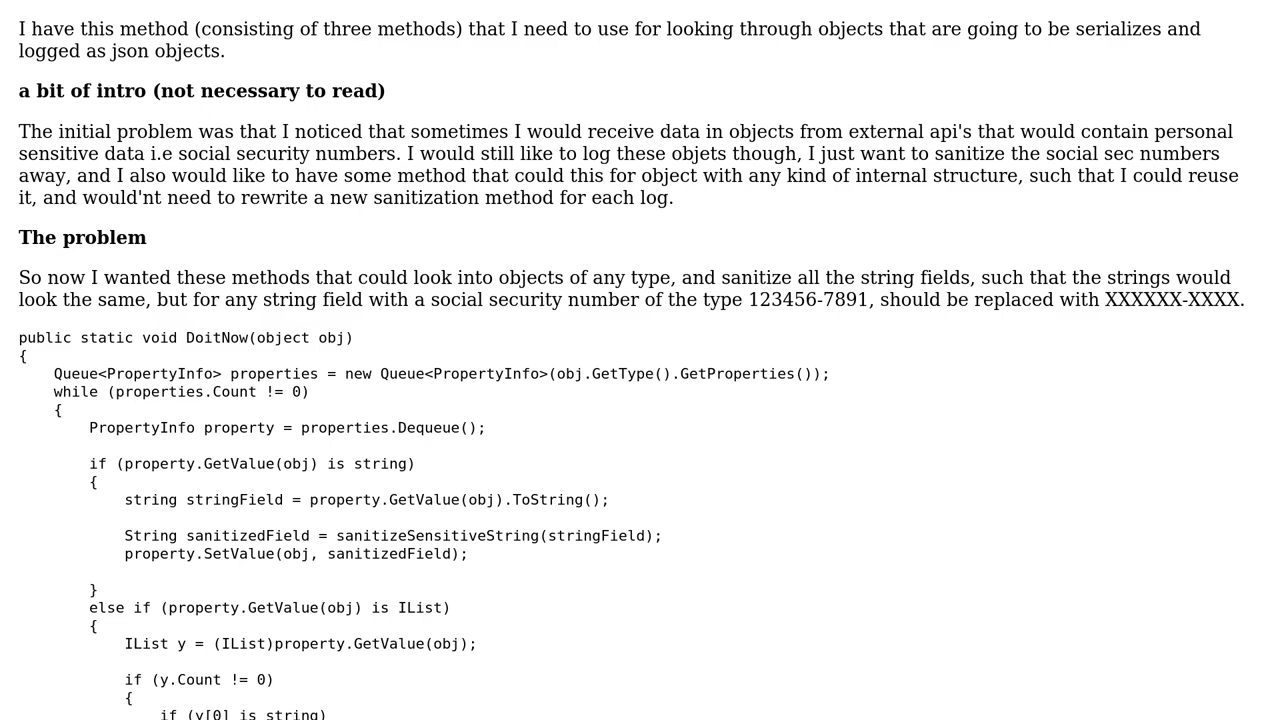 I have this method (consisting of three methods) that I need to use for looking through objects that are going to be serializes and
logged as json objects.
a bit of intro (not necessary to read)
The initial problem was that I noticed that sometimes I would receive data in objects from external api's that would contain personal
sensitive data i.e social security numbers. I would still like to log these objets though, I just want to sanitize the social sec numbers
away, and I also would like to have some method that could this for object with any kind of internal structure, such that I could reuse
it, and would'nt need to rewrite a new sanitization method for each log.
The problem
So now I wanted these methods that could look into objects of any type, and sanitize all the string fields, such that the strings would
look the same, but for any string field with a social security number of the type 123456-7891, should be replaced with XXXXXX-XXXX.
public static void DoitNow(object obj)
{
    Queue<PropertyInfo> properties = new Queue<PropertyInfo>(obj.GetType().GetProperties());
    while (properties.Count != 0)
    {
        PropertyInfo property = properties.Dequeue();
        if (property.GetValue(obj) is string)
        {
            string stringField = property.GetValue(obj).ToString();
            String sanitizedField = sanitizeSensitiveString(stringField);
            property.SetValue(obj, sanitizedField);
        }
        else if (property.GetValue(obj) is IList)
        {
            IList y = (IList)property.GetValue(obj);
            if (y.Count != 0)
            {
                if (y[0] is string)